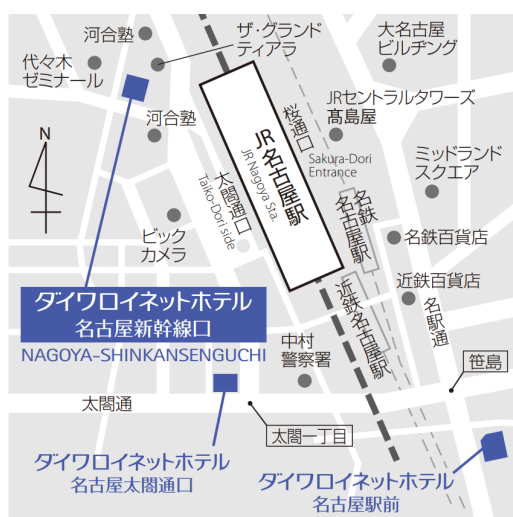 河合塾
ザ・グランド
ティアラ
大名古屋
ビルヂング
代々木
ゼミナール
JRセントラルタワーズ
髙島屋
河合塾
桜通口
Sakura-Dori
Entrance
JR名古屋駅
JR Nagoya Sta.
太閤通口
Taiko-Dori side
ミッドランド
スクエア
N
名鉄
名古屋駅
名鉄百貨店
ビック
カメラ
近鉄百貨店
近鉄名古屋駅
名駅通
ダイワロイネットホテル
名古屋新幹線口
NAGOYA-SHINKANSENGUCHI
中村
警察署
笹島
太閤通
太閤一丁目
ダイワロイネットホテル
名古屋太閤通口
ダイワロイネットホテル
名古屋駅前